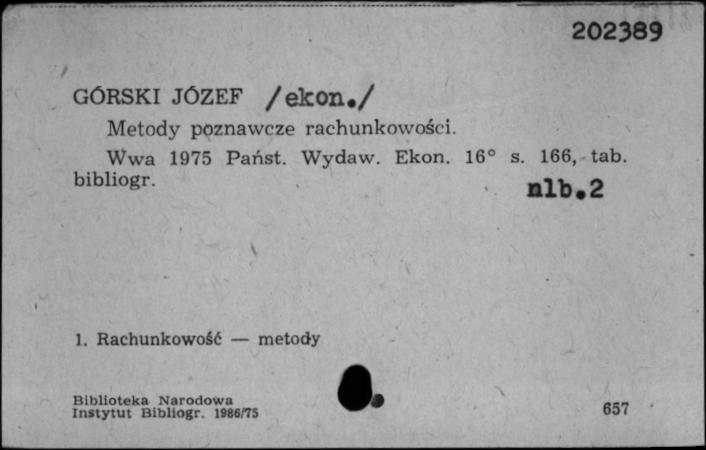 202389
GÓRSKI JÓZEF /ekon./
Metody poznawcze rachunkowości.
Wwa 1975 Państ. Wydaw. Ekon. 16° s. 166, tab.
bibliogr.
nlb.2
1. Rachunkowość — metody
Biblioteka Narodowa
Instytut Bibliogr. 1986/75
657